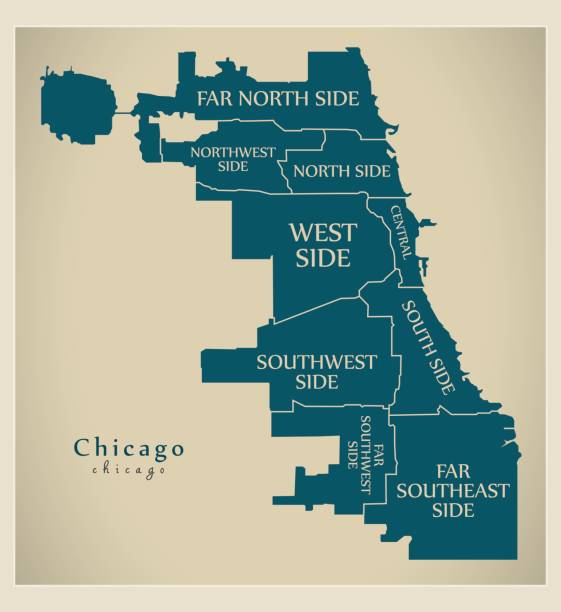 FAR NORTH SIDE
NORTHWEST
SIDE
NORTH SIDE
WEST
SIDE
CENTRAL
SOUTH SIDE
SOUTHWEST
SIDE
FAR
SOUTHWEST
SIDE
FAR
SOUTHEAST
SIDE
Chicago
chicago